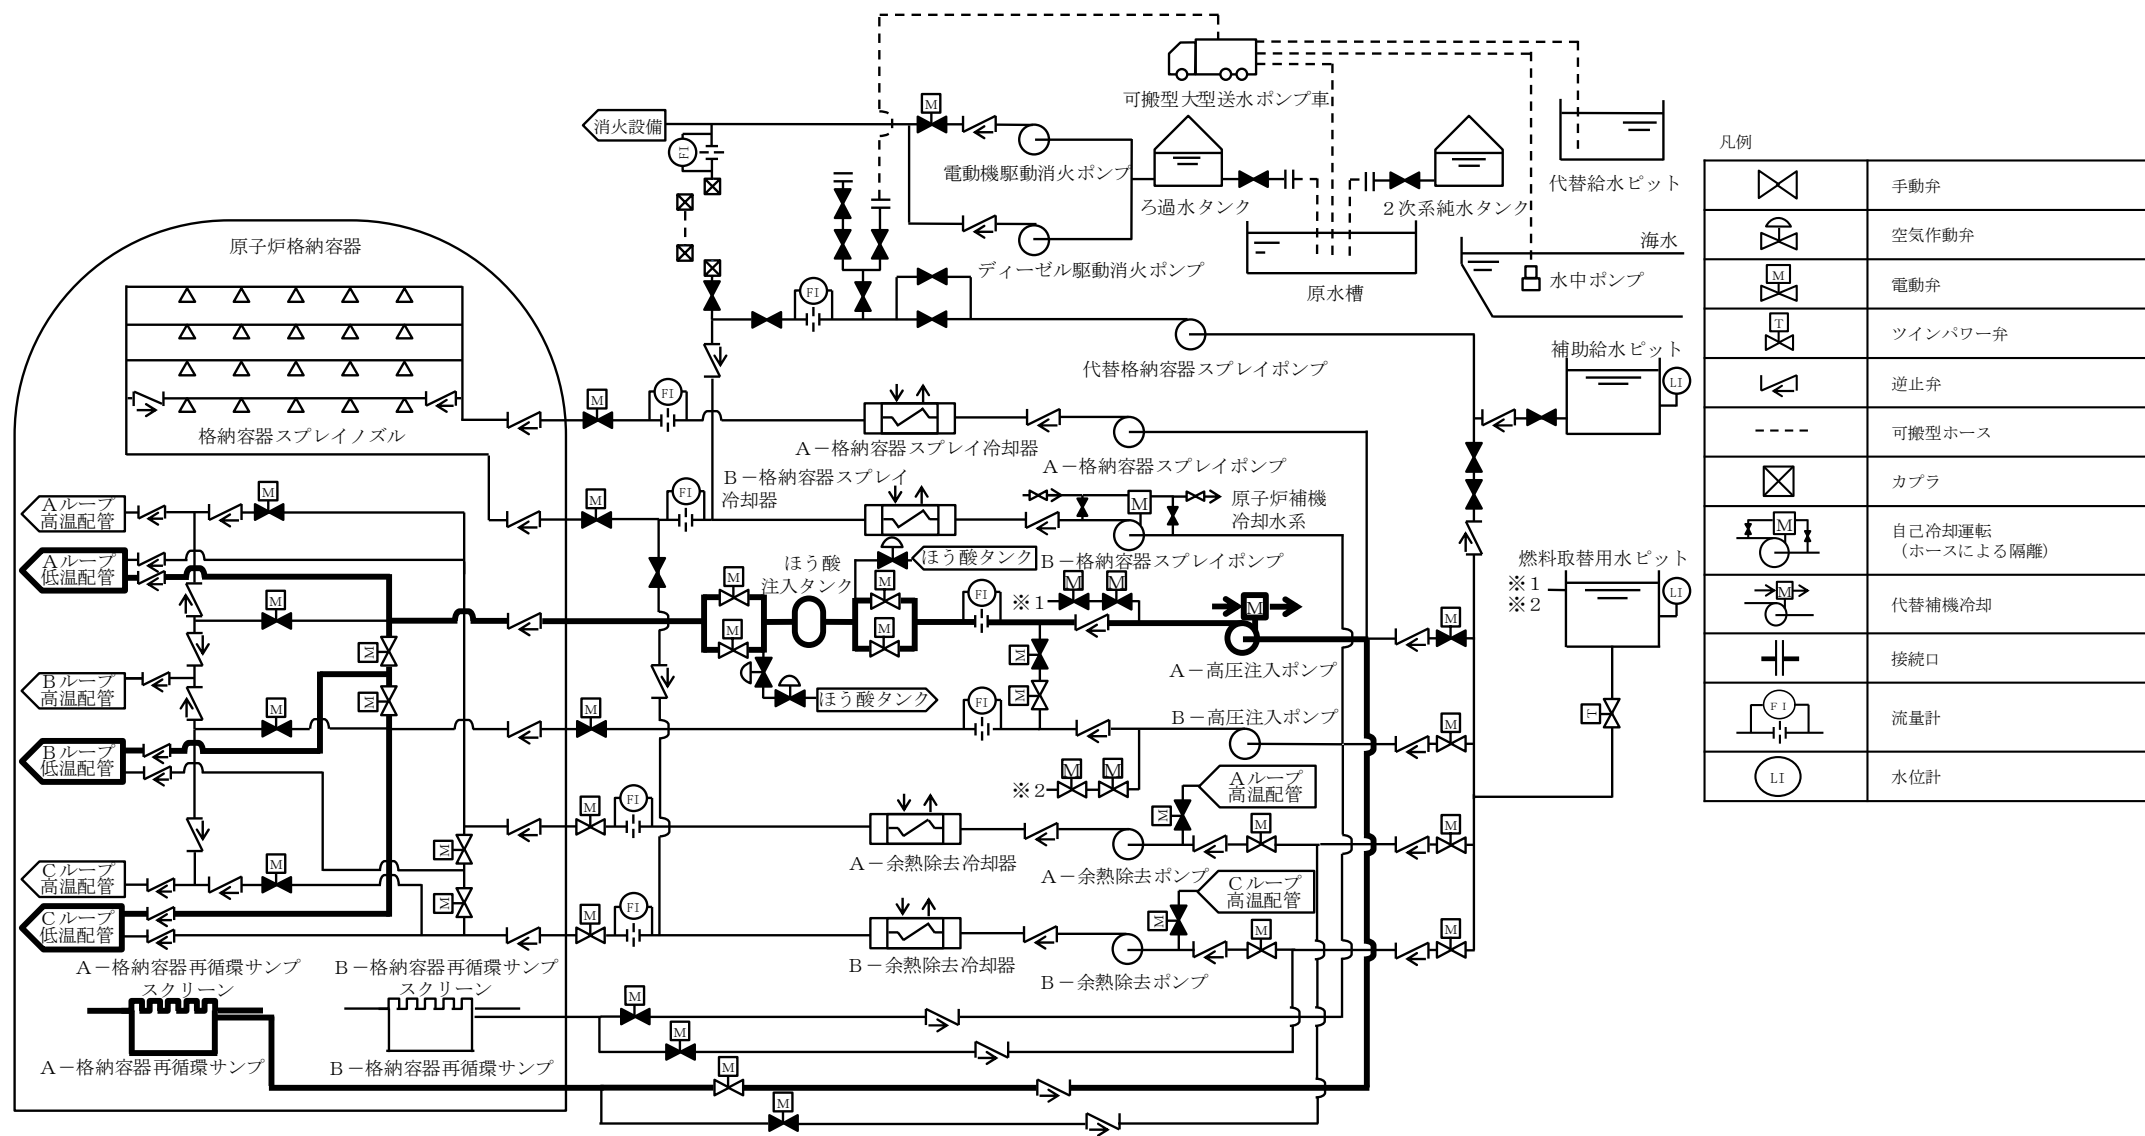 可搬型大型送水ポンプ車
消火設備
M
FI
電動機駆動消火ポンプ
ろ過水タンク
２次系純水タンク
代替給水ピット
ディーゼル駆動消火ポンプ
原水槽
海水
水中ポンプ
原子炉格納容器
FI
代替格納容器スプレイポンプ
補助給水ピット
LI
格納容器スプレイノズル
M
FI
Ａ－格納容器スプレイ冷却器
Ａ－格納容器スプレイポンプ
Ｂ－格納容器スプレイ
冷却器
M
FI
M
原子炉補機
冷却水系
Ｂ－格納容器スプレイポンプ
Ａループ
高温配管
M
Ａループ
低温配管
M
ほう酸
注入タンク
ほう酸タンク
M
M
M
M
FI
※１
M
M
M
Ａ－高圧注入ポンプ
燃料取替用水ピット
※１
※２
LI
M
T
M
M
ほう酸タンク
M
M
Ｂループ
高温配管
M
M
FI
Ｂ－高圧注入ポンプ
M
Ｂループ
低温配管
※２
M
M
Ａループ
高温配管
M
M
M
M
FI
Ａ－余熱除去冷却器
Ａ－余熱除去ポンプ
M
M
Ｃループ
高温配管
M
Ｃループ
低温配管
M
FI
Ｂ－余熱除去冷却器
Ｃループ
高温配管
M
M
Ｂ－余熱除去ポンプ
M
Ａ－格納容器再循環サンプ
スクリーン
Ｂ－格納容器再循環サンプ
スクリーン
Ａ－格納容器再循環サンプ
Ｂ－格納容器再循環サンプ
M
M
M
M
凡例
手動弁
空気作動弁
M
電動弁
T
ツインパワー弁
逆止弁
可搬型ホース
カプラ
M
自己冷却運転
（ホースによる隔離）
M
代替補機冷却
接続口
FI
流量計
LI
水位計